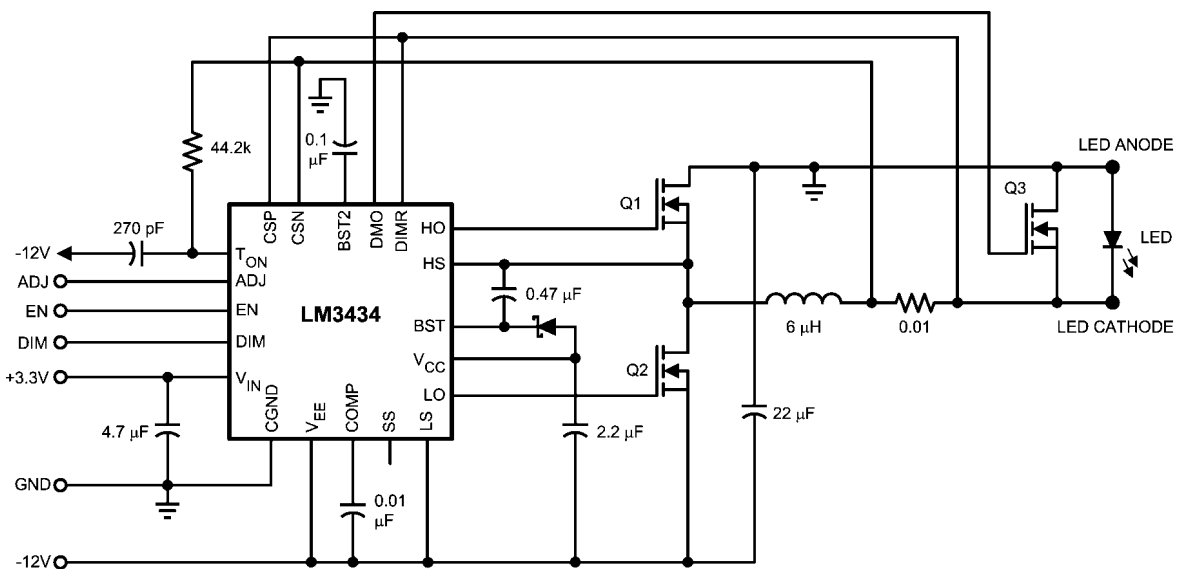 44.2k
0.1
μF
270 pF
-12V
ADJ
EN
DIM
+3.3V
4.7 μF
GND
-12V
CSP
CSN
BST2
DMO
DIMR
TON
ADJ
EN
DIM
VIN
LM3434
HO
HS
BST
VCC
LO
CGND
VEE
COMP
SS
LS
0.01
μF
0.47 μF
2.2 μF
Q1
Q2
22 μF
6 μH
0.01
Q3
LED ANODE
LED
LED CATHODE